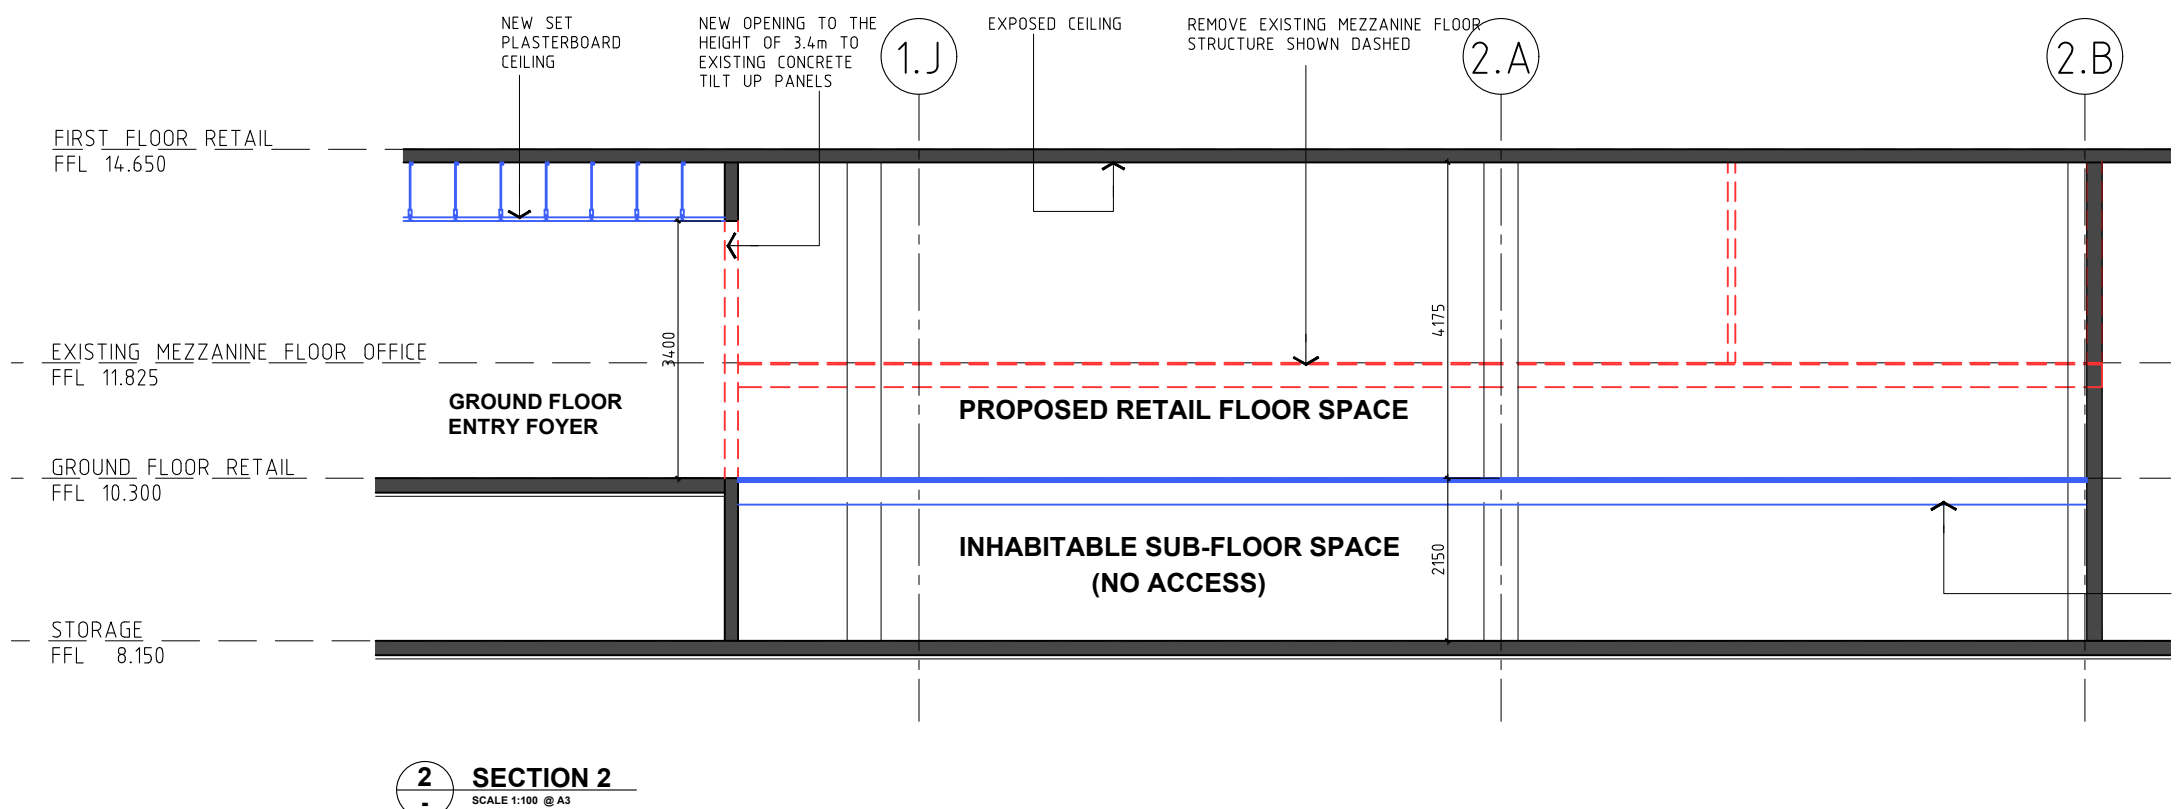 NEW SET
PLASTERBOARD
CEILING
NEW OPENING TO THE
HEIGHT OF 3.4m TO
EXISTING CONCRETE
TILT UP PANELS
1.J
EXPOSED CEILING
REMOVE EXISTING MEZZANINE FLOOR
STRUCTURE SHOWN DASHED
2.A
2.B
FIRST FLOOR RETAIL
FFL 14.650
EXISTING MEZZANINE FLOOR OFFICE
FFL 11.825
3400
4175
GROUND FLOOR
ENTRY FOYER
PROPOSED RETAIL FLOOR SPACE
GROUND FLOOR RETAIL
FFL 10.300
INHABITABLE SUB-FLOOR SPACE
(NO ACCESS)
2150
STORAGE
FFL 8.150
2
-
SECTION 2
SCALE 1:100 @ A3